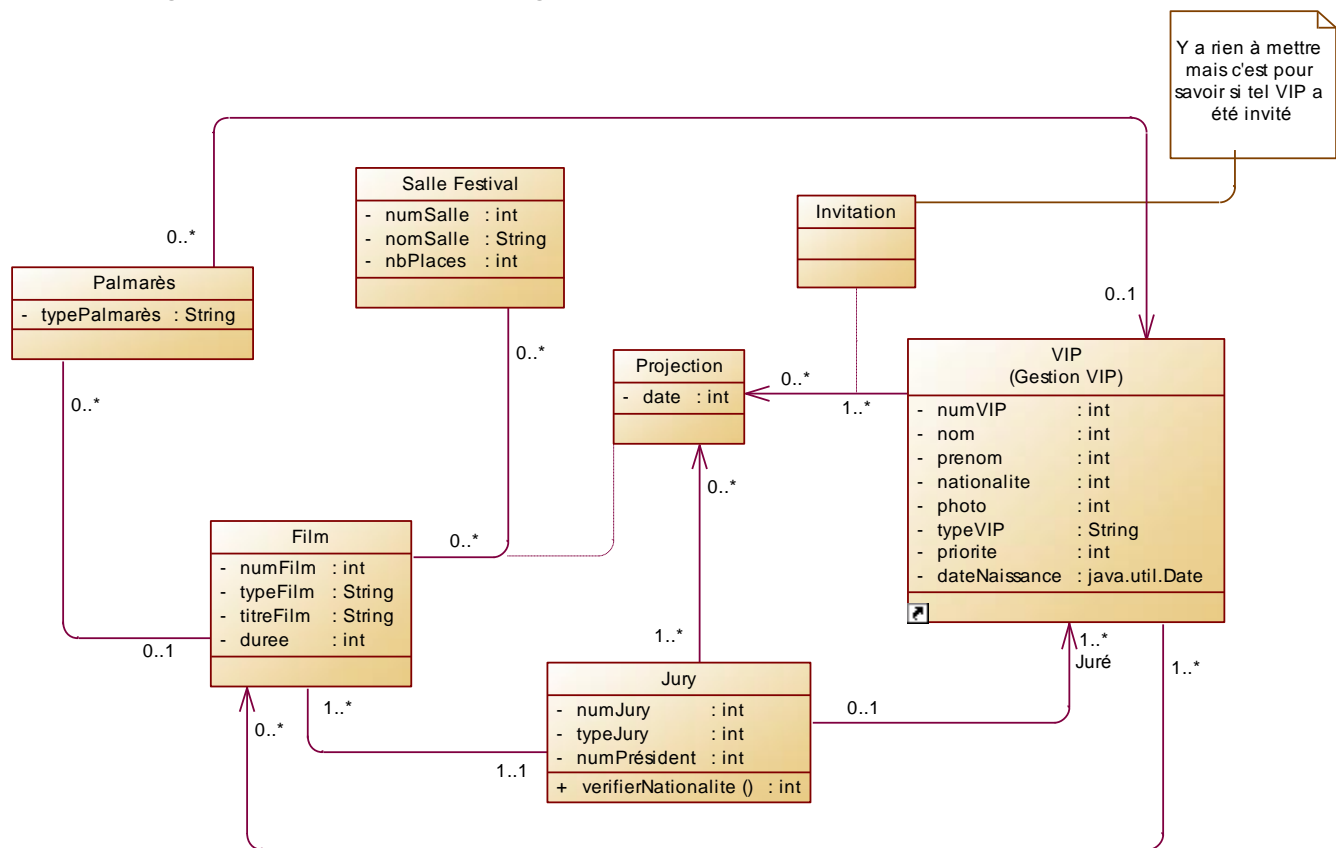 Y a rien à mettre
mais c'est pour
savoir si tel VIP a
été invité
Salle Festival
- numSalle : int
- nomSalle : String
- nbPlaces : int
Invitation
0..*
Palmarès
- typePalmarès : String
0..1
0..*
Projection
- date : int
0..*
1..*
VIP
(Gestion VIP)
- numVIP : int
- nom : int
- prenom : int
- nationalite : int
- photo : int
- typeVIP : String
- priorite : int
- dateNaissance : java.util.Date
0..*
0..*
Film
- numFilm : int
- typeFilm : String
- titreFilm : String
- duree : int
0..*
0..1
1..*
1..*
Juré
1..*
Jury
- numJury : int
- typeJury : int
- numPrésident : int
+ verifierNationalite () : int
0..1
1..*
0..*
1..1